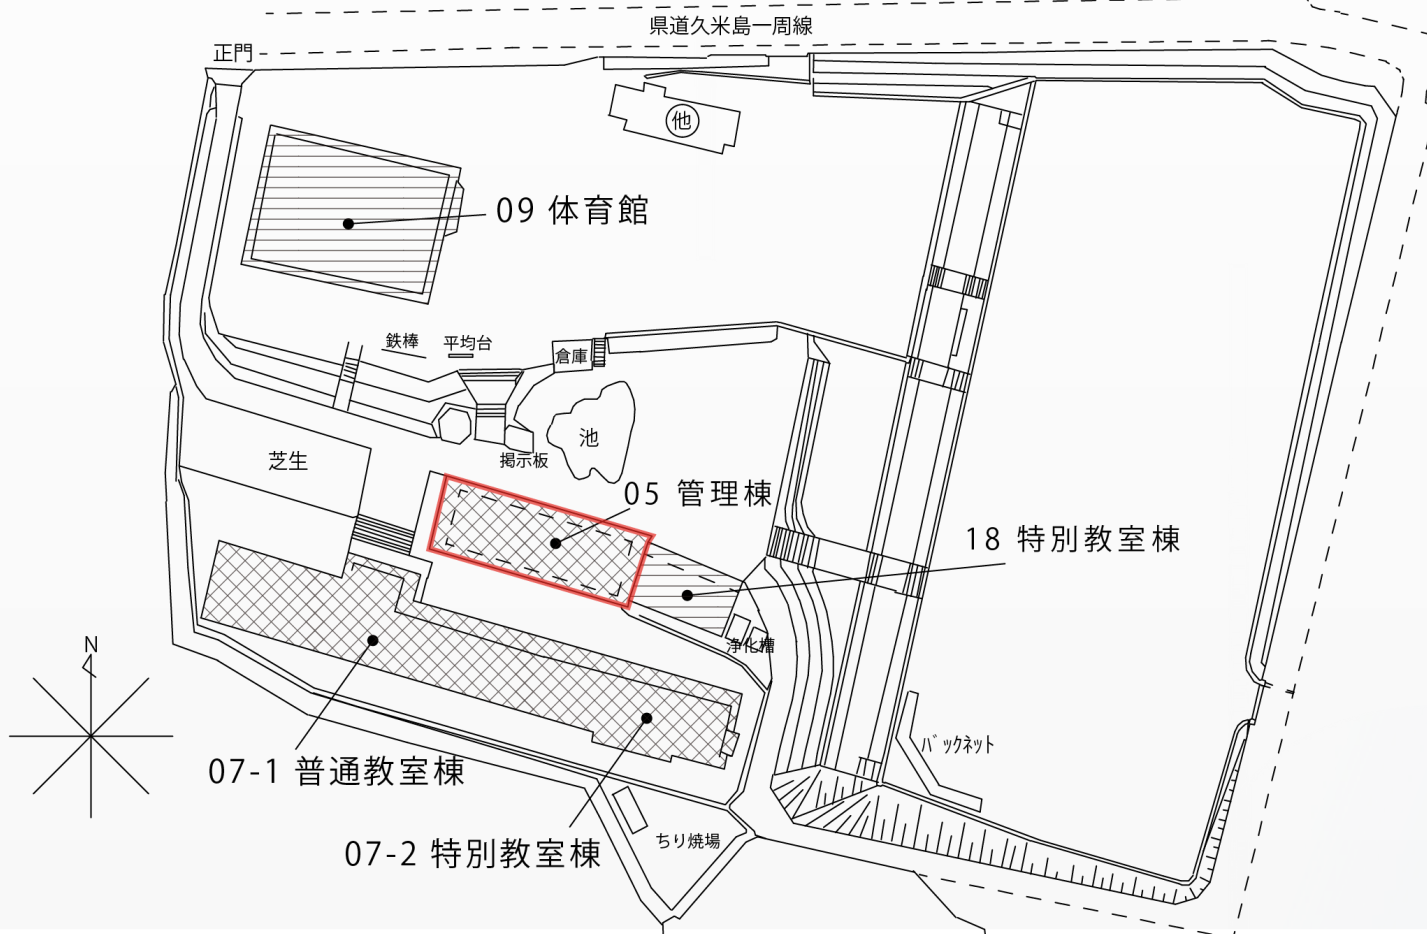 県道久米島一周線
正門
他
09 体育館
鉄棒
平均台
倉庫
池
芝生
掲示板
05 管理棟
18 特別教室棟
浄化槽
N
バックネット
07-1 普通教室棟
ちり焼場
07-2 特別教室棟